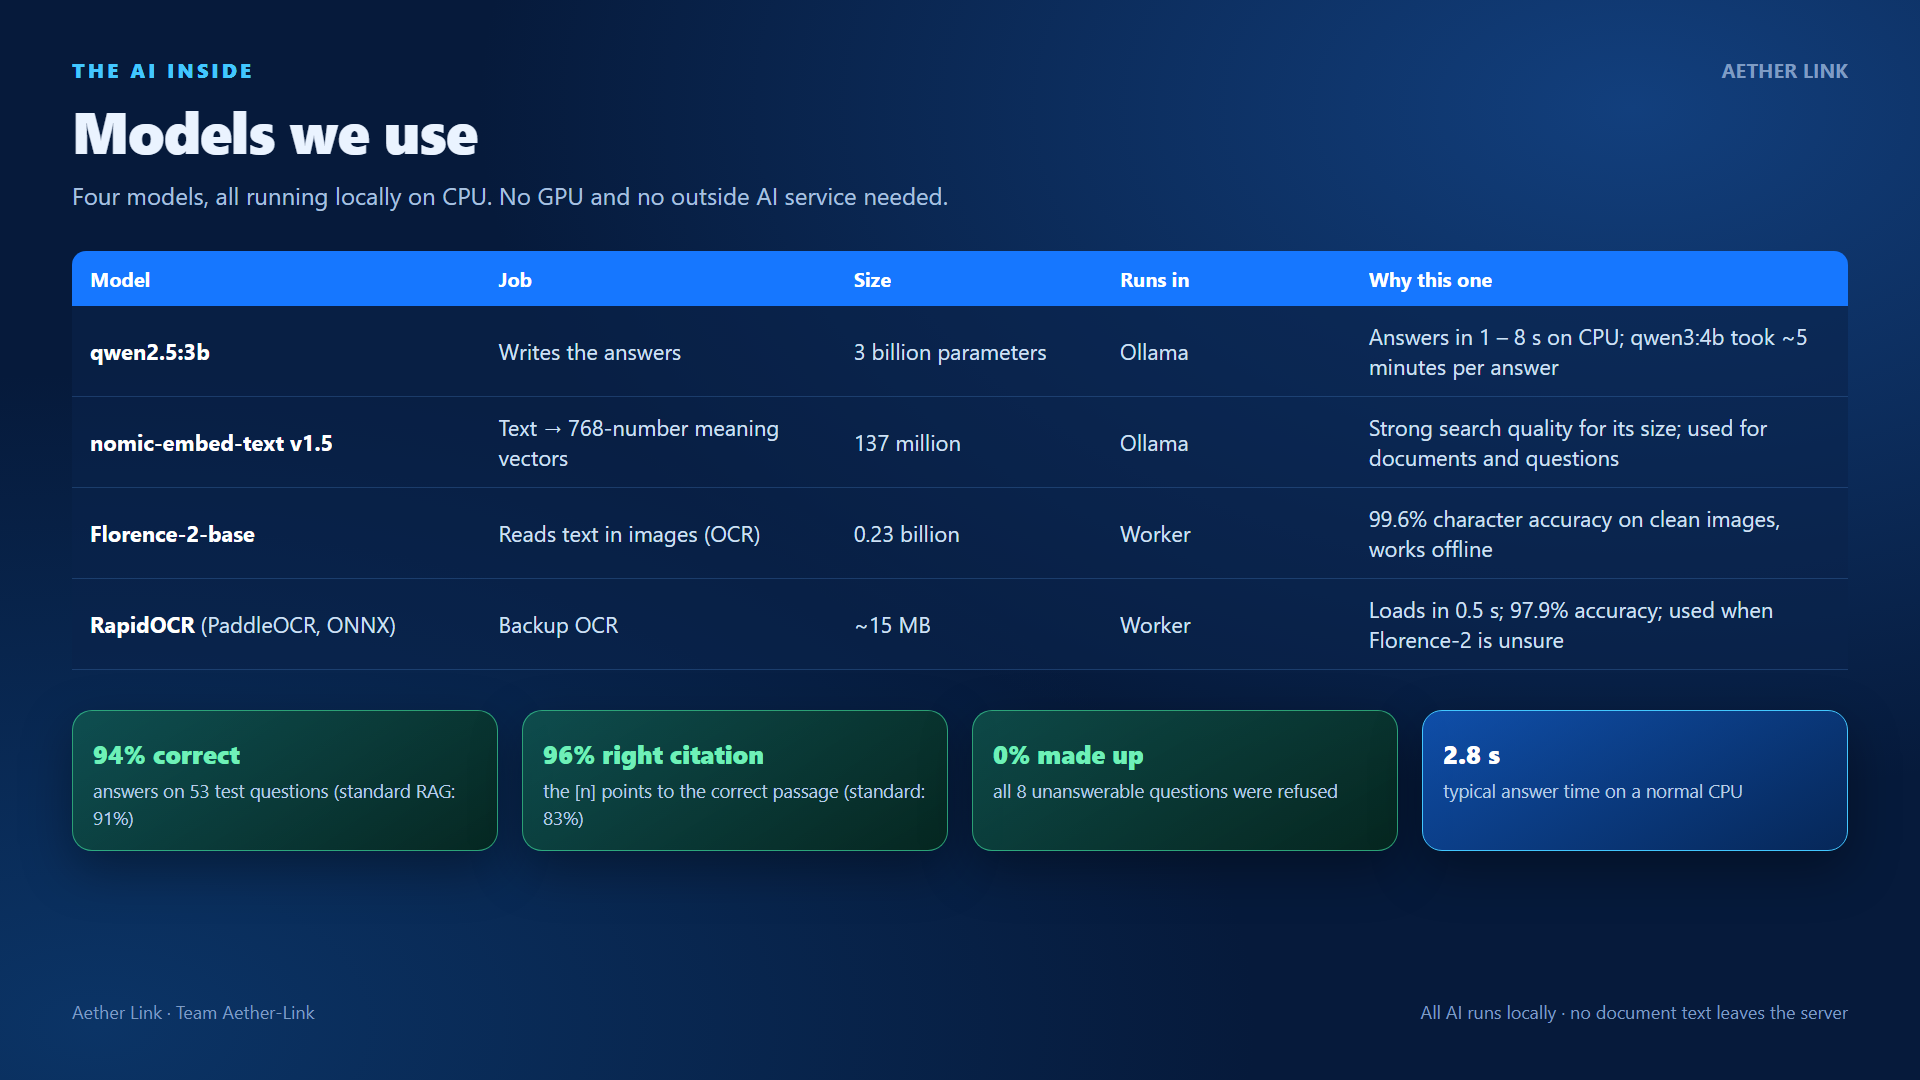 THE AI INSIDE
AETHER LINK
Models we use
Four models, all running locally on CPU. No GPU and no outside AI service needed.
Model Job Size Runs in Why this one
qwen2.5:3b Writes the answers 3 billion parameters Ollama Answers in 1 – 8 s on CPU; qwen3:4b took ~5
minutes per answer
nomic-embed-text v1.5 Text → 768-number meaning
vectors 137 million Ollama Strong search quality for its size; used for
documents and questions
Florence-2-base Reads text in images (OCR) 0.23 billion Worker 99.6% character accuracy on clean images,
works offline
RapidOCR (PaddleOCR, ONNX) Backup OCR ~15 MB Worker Loads in 0.5 s; 97.9% accuracy; used when
Florence-2 is unsure
94% correct
answers on 53 test questions (standard RAG:
91%)
96% right citation
the [n] points to the correct passage (standard:
83%)
0% made up
all 8 unanswerable questions were refused
2.8 s
typical answer time on a normal CPU
Aether Link · Team Aether-Link
All AI runs locally · no document text leaves the server